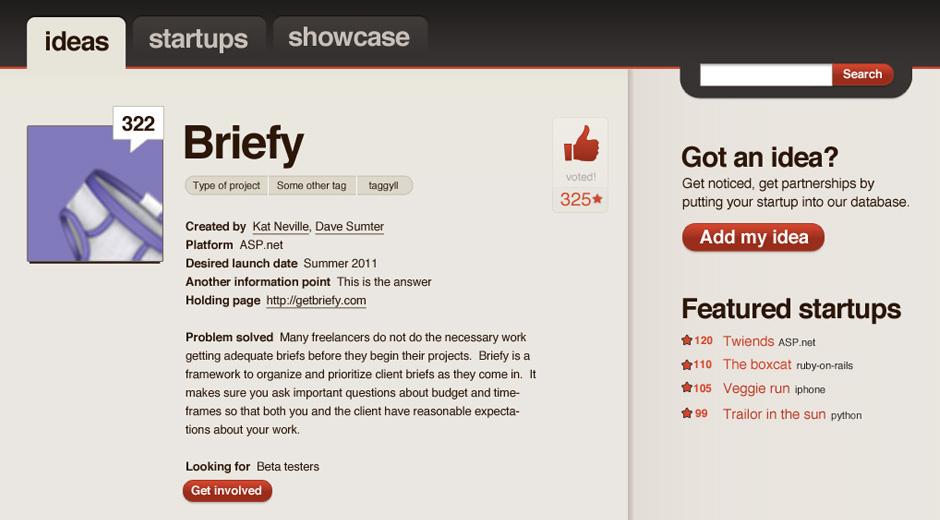 ideas
startups
showcase
Search
322
Briefy
Type of project
Some other tag
taggyll
voted!
325
Created by Kat Neville, Dave Sumter
Platform ASP.net
Desired launch date Summer 2011
Another information point This is the answer
Holding page http://getbriefy.com
Problem solved Many freelancers do not do the necessary work
getting adequate briefs before they begin their projects. Briefy is a
framework to organize and prioritize client briefs as they come in. It
makes sure you ask important questions about budget and time-
frames so that both you and the client have reasonable expecta-
tions about your work.
Looking for Beta testers
Get involved
Got an idea?
Get noticed, get partnerships by
putting your startup into our database.
Add my idea
Featured startups
120 Twiends ASP.net
110 The boxcat ruby-on-rails
105 Veggie run iphone
99 Trailor in the sun python